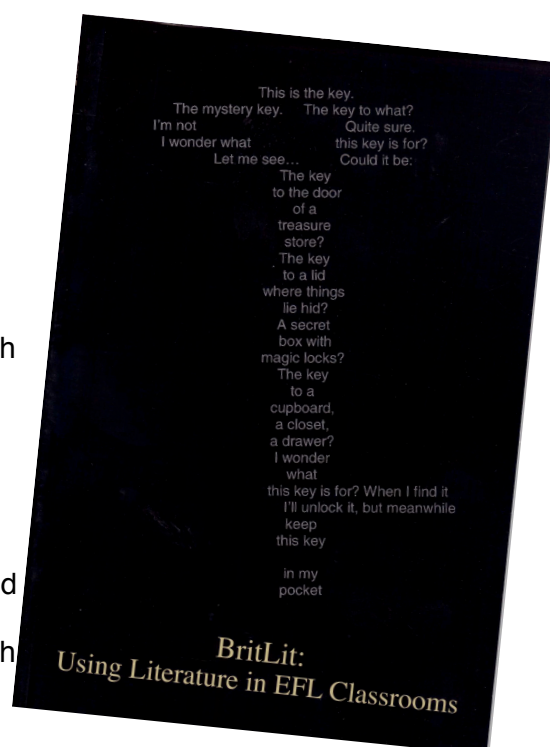 This is the key.
The mystery key. The key to what?
I'm not Quite sure.
I wonder what this key is for?
Let me see... Could it be:
The key
to the door
of a
treasure
store?
The key
to a lid
where things
lie hid?
A secret
box with
magic locks?
The key
to a
cupboard,
a closet,
a drawer?
I wonder
what
this key is for? When I find it
I'll unlock it, but meanwhile
keep
this key
in my
pocket
h
d
h
BritLit:
Using Literature in EFL Classrooms